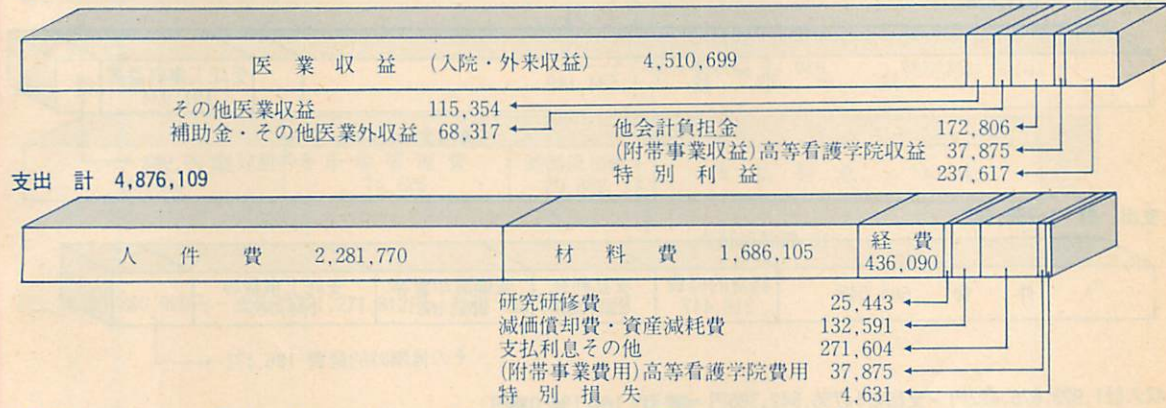 医業収益 (入院・外来収益) 4,510,699
その他医業収益 115,354
補助金・その他医業外収益 68,317
他会計負担金 172,806
(附帯事業収益)高等看護学院収益 37,875
特別利益 237,617
支出 計 4,876,109
人件費 2,281,770
材料費 1,686,105
経費
436,090
研究研修費 25,443
減価償却費・資産減耗費 132,591
支払利息その他 271,604
(附帯事業費用)高等看護学院費用 37,875
特別損失 4,631